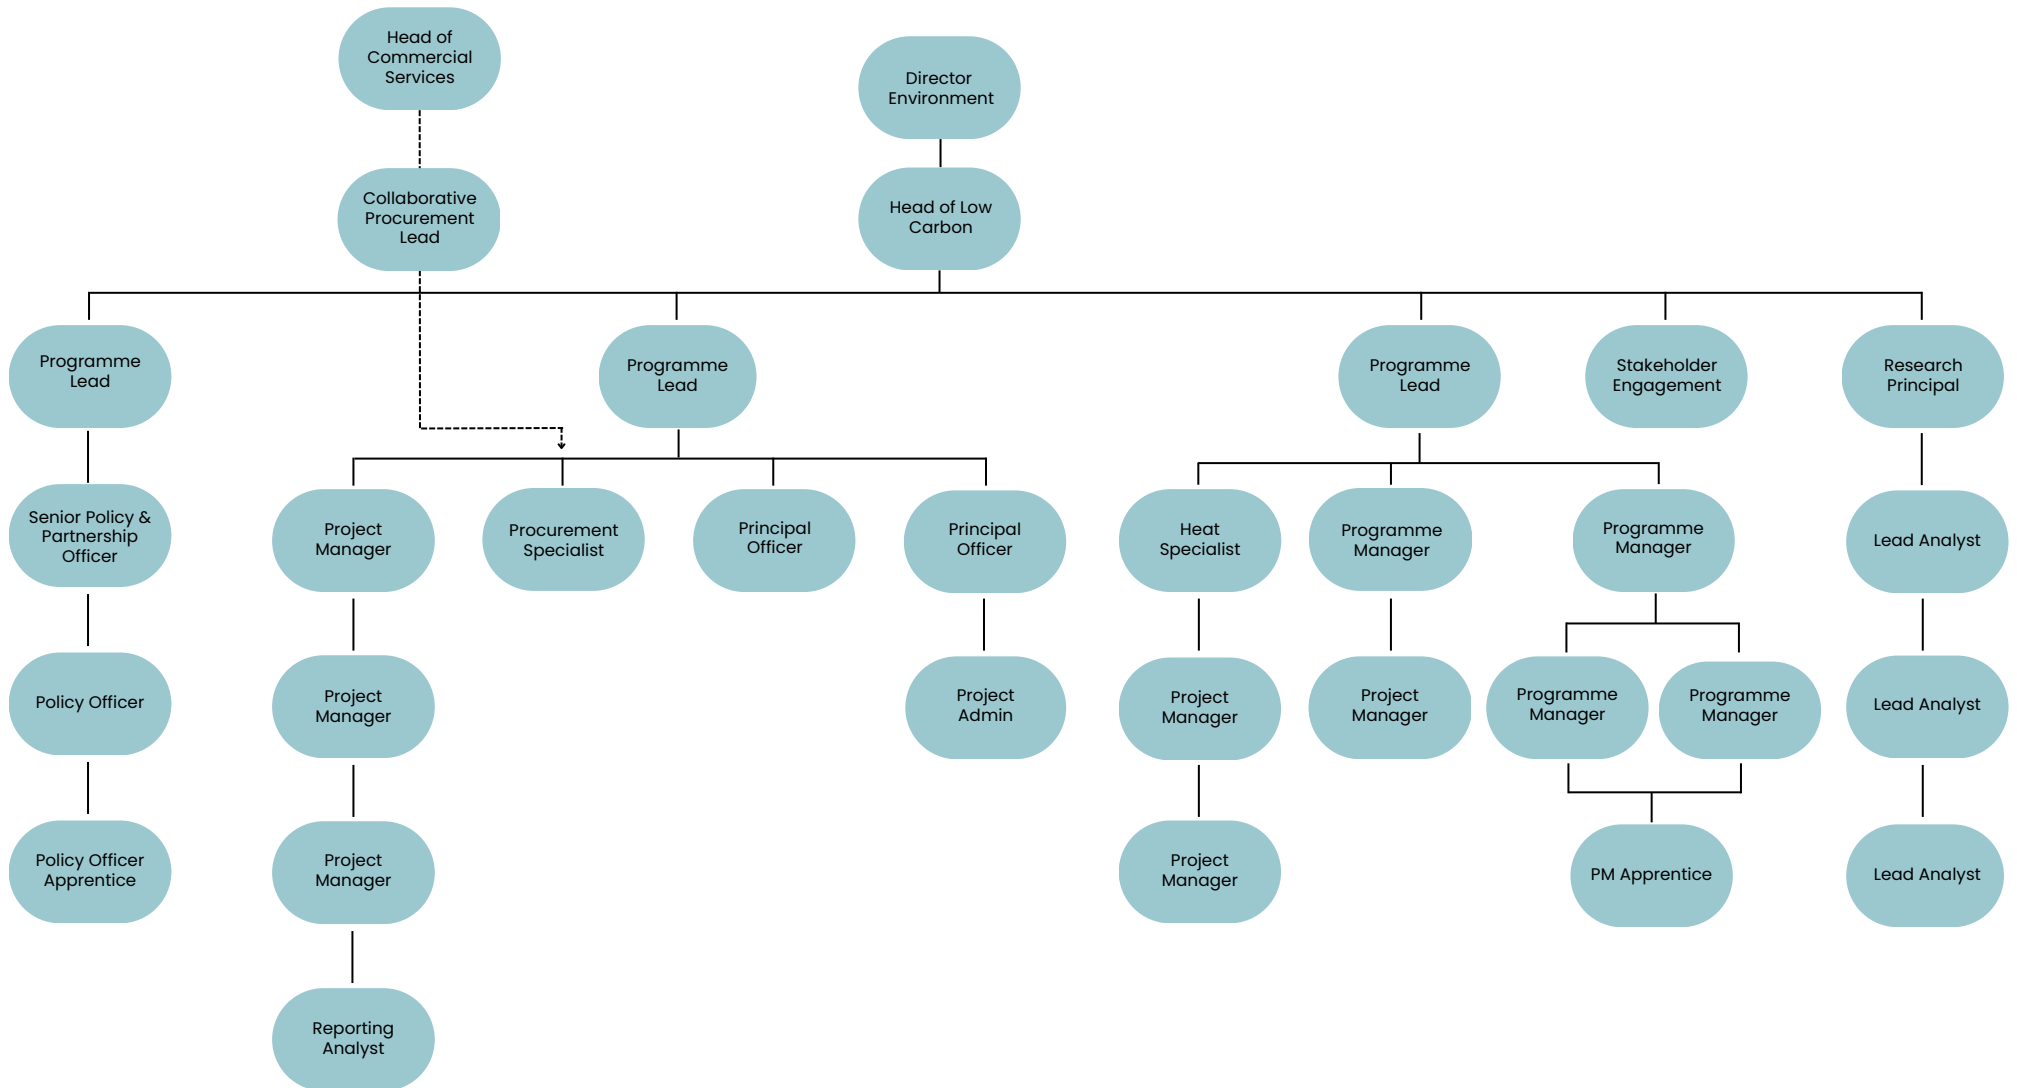 Head of
Commercial
Services
Director
Environment
Collaborative
Procurement
Lead
Head of Low
Carbon
Programme
Lead
Programme
Lead
Programme
Lead
Stakeholder
Engagement
Research
Principal
Senior Policy &
Partnership
Officer
Project
Manager
Procurement
Specialist
Principal
Officer
Principal
Officer
Heat
Specialist
Programme
Manager
Programme
Manager
Lead Analyst
Policy Officer
Project
Manager
Project
Admin
Project
Manager
Project
Manager
Programme
Manager
Programme
Manager
Lead Analyst
Policy Officer
Apprentice
Project
Manager
Project
Manager
PM Apprentice
Lead Analyst
Reporting
Analyst